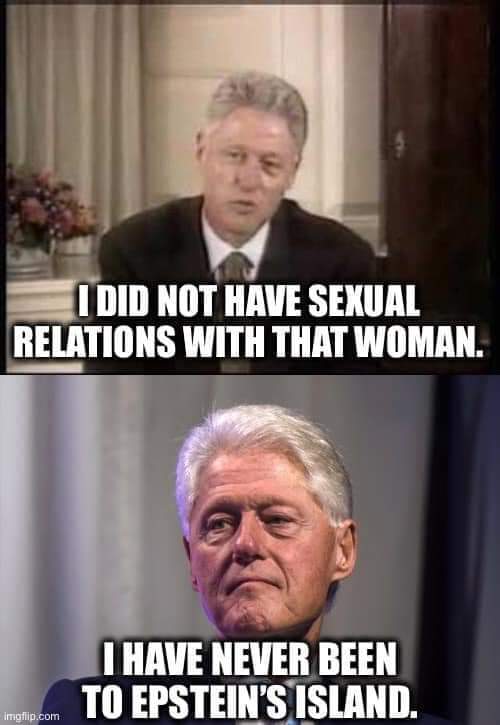 I DID NOT HAVE SEXUAL
RELATIONS WITH THAT WOMAN.
I HAVE NEVER BEEN
TO EPSTEIN'S ISLAND.
imgflip.com